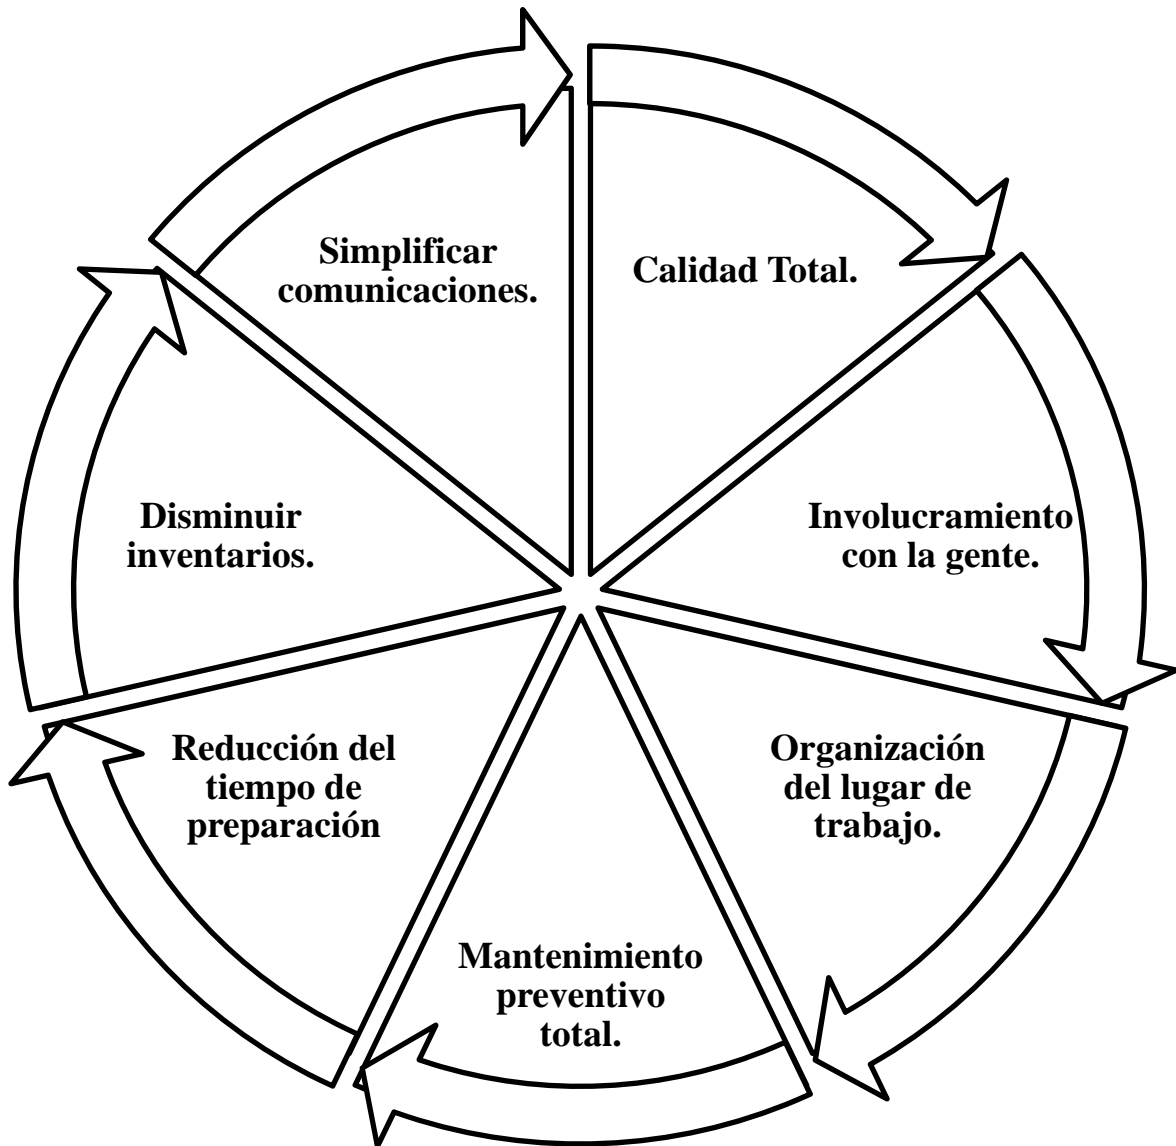 Calidad Total.
Involucramiento
con la gente.
Organización
del lugar de
trabajo.
Mantenimiento
preventivo
total.
Reducción del
tiempo de
preparación
Disminuir
inventarios.
Simplificar
comunicaciones.